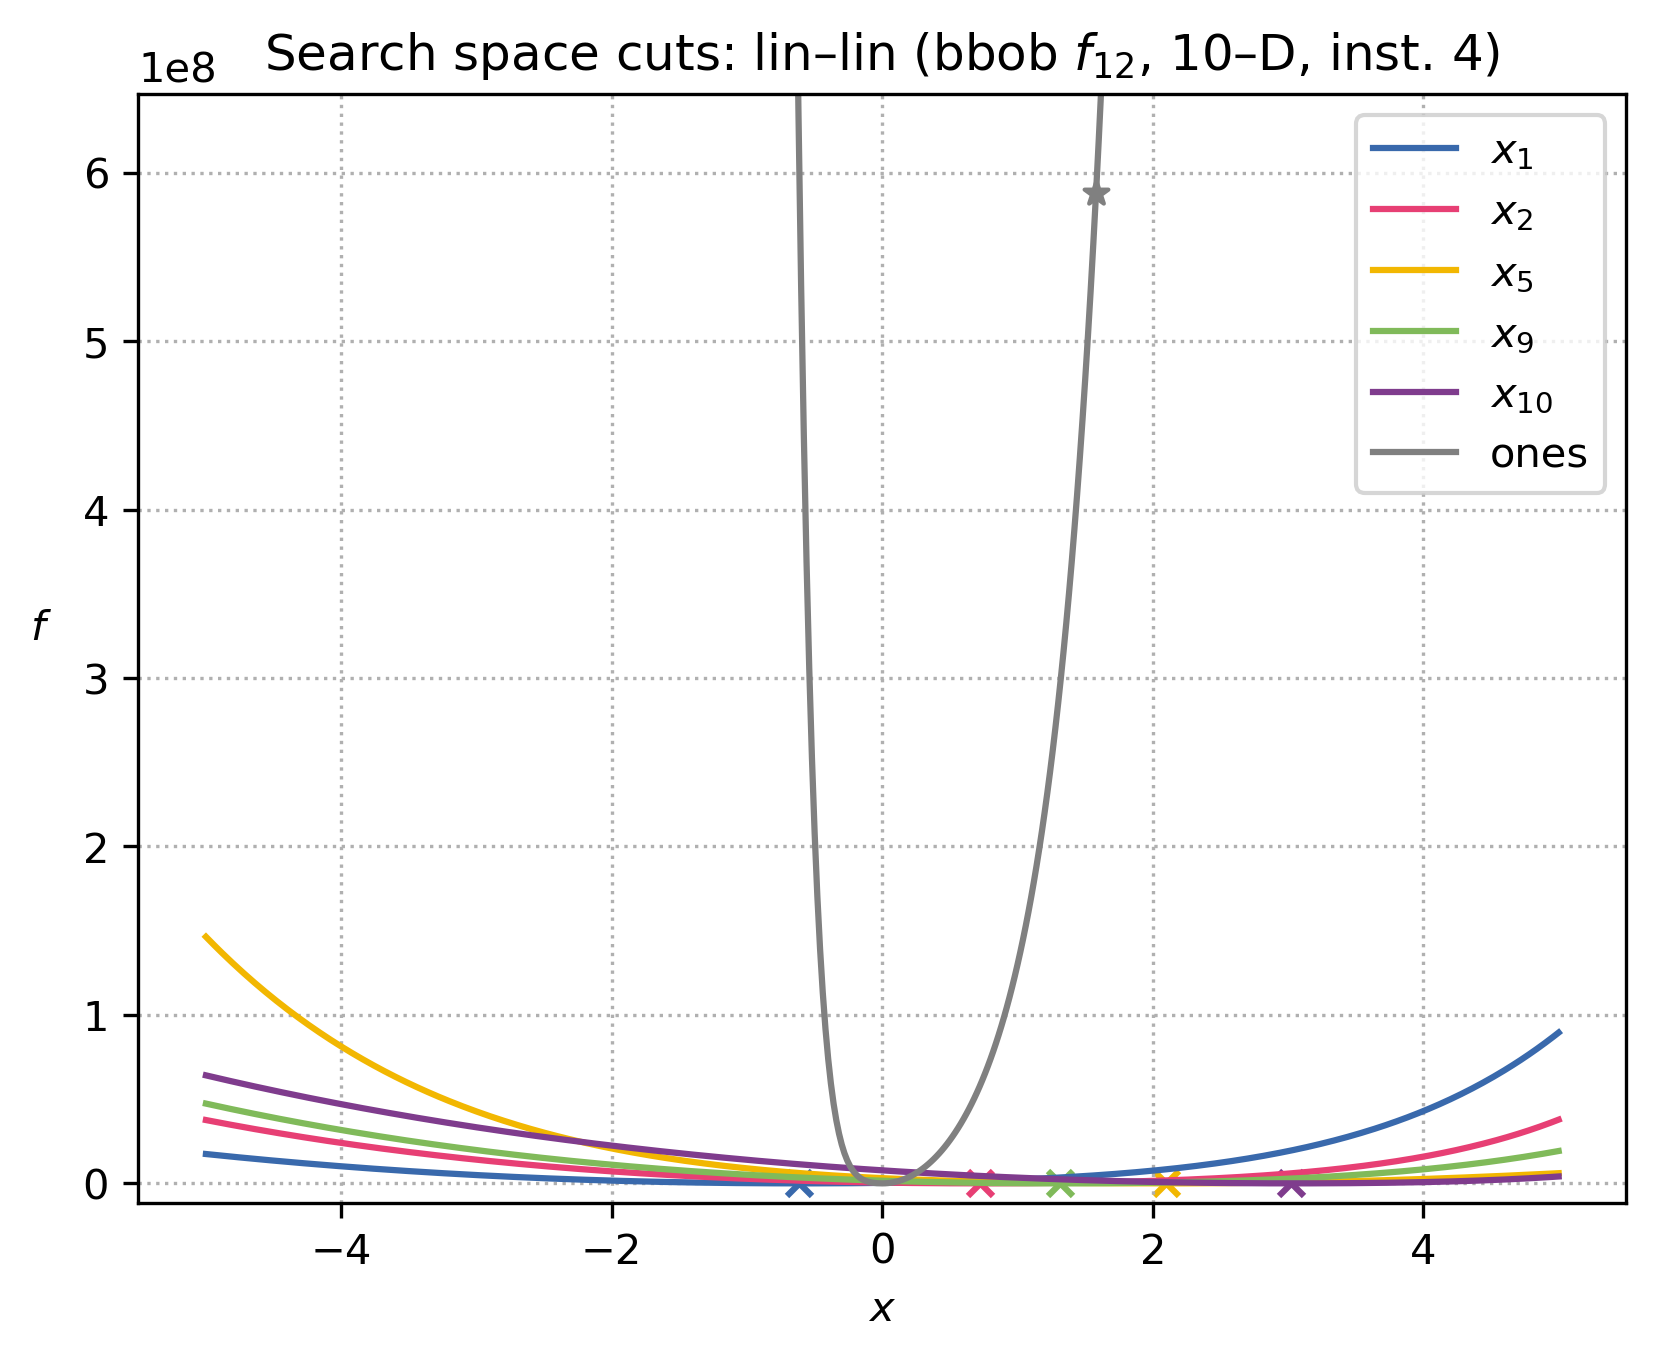 Search space cuts: lin–lin (bbob f₁₂, 10–D, inst. 4)
1e8
6
5
4
3
2
1
0
f
−4
−2
0
2
4
x
x₁
x₂
x₅
x₉
x₁₀
ones